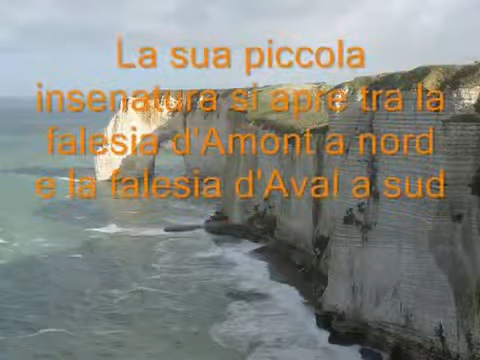 La sua piccola
insenatura si apre tra la
falesia d'Amont a nord
e la falesia d'Aval a sud